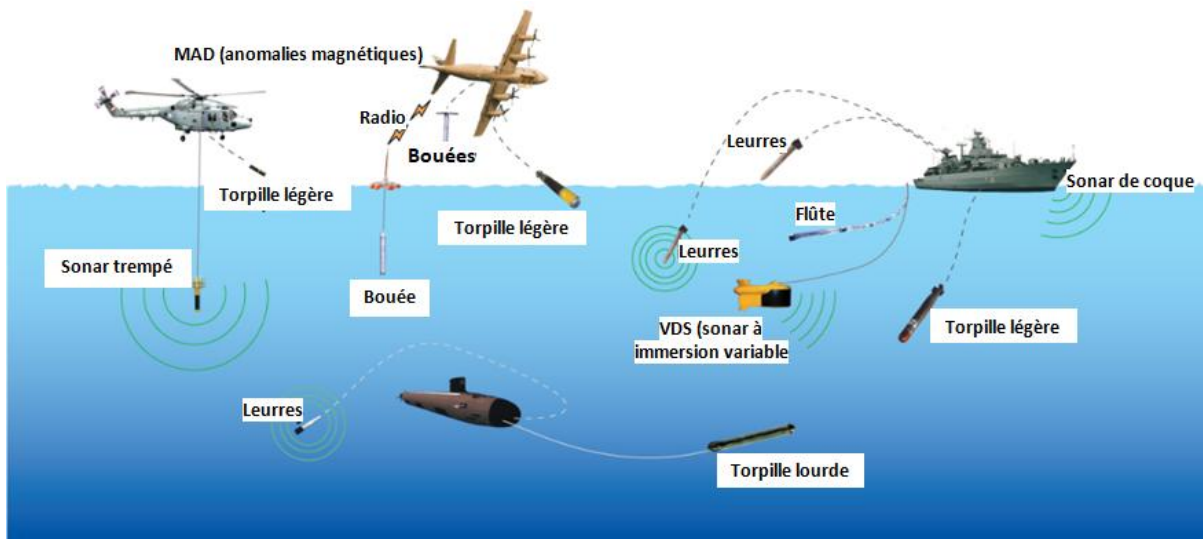 MAD (anomalies magnétiques)
Radio
Bouées
Leurres
Sonar de coque
Torpille légère
Flûte
Torpille légère
Leurres
Sonar trempé
Bouée
VDS (sonar à
immersion variable
Torpille légère
Leurres
Torpille lourde